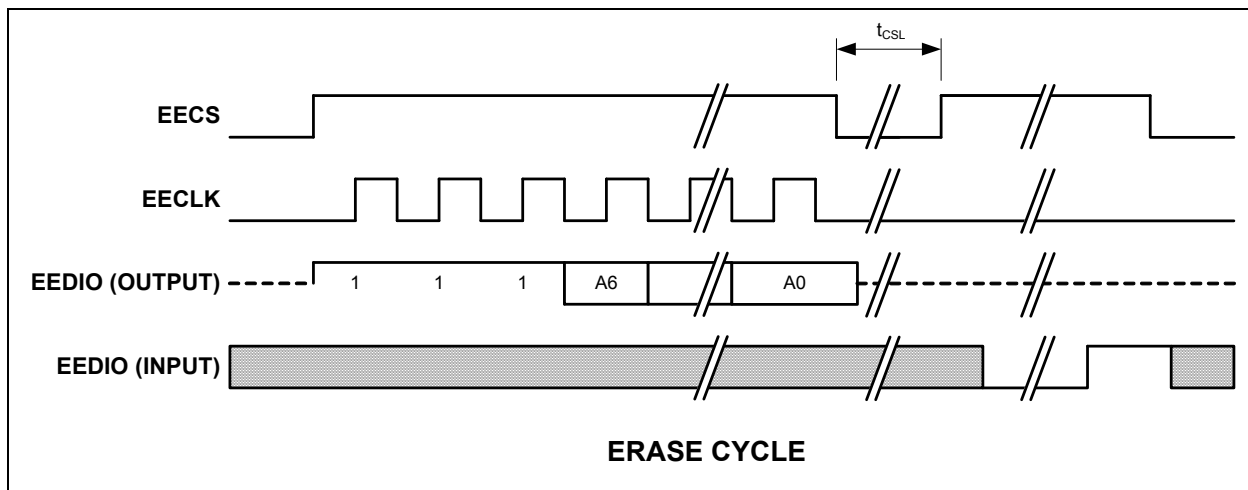 tCSL
EECS
EECLK
EEDIO (OUTPUT) 1 1 1 A6 A0
EEDIO (INPUT)
ERASE CYCLE